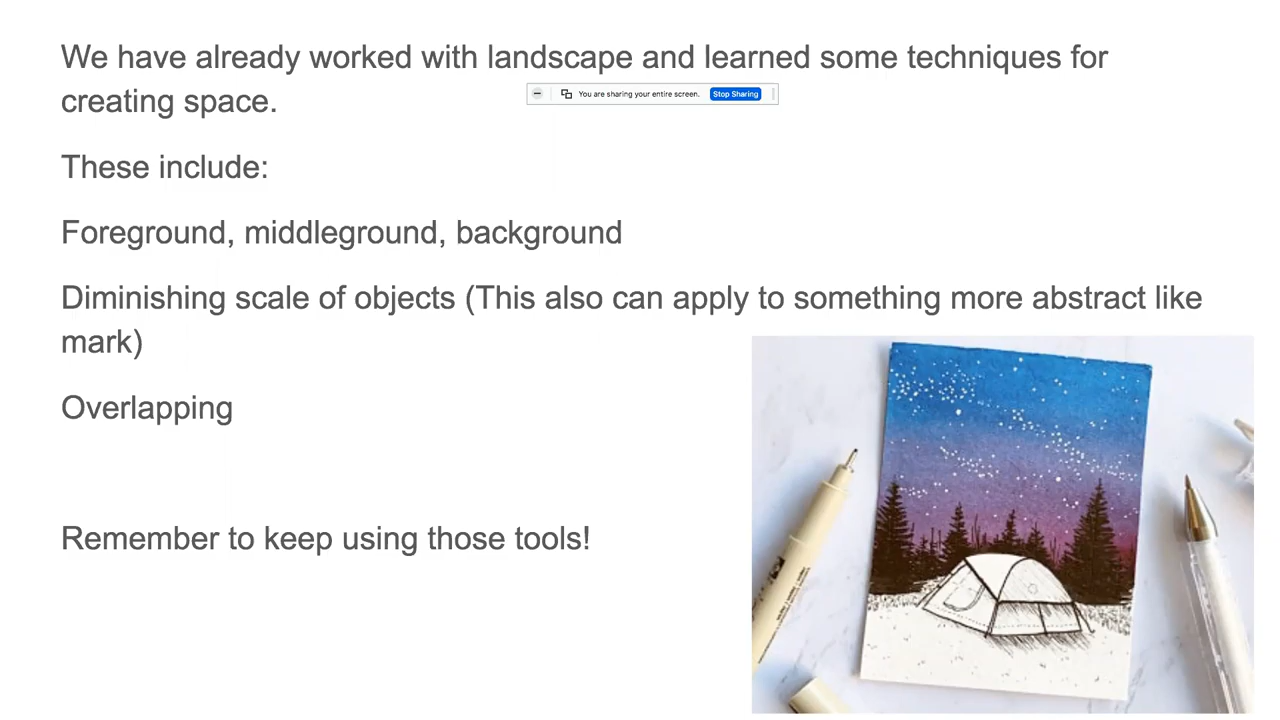 We have already worked with landscape and learned some techniques for
creating space.
You are sharing your entire screen.
Stop Sharing
These include:
Foreground, middleground, background
Diminishing scale of objects (This also can apply to something more abstract like
mark)
Overlapping
Remember to keep using those tools!